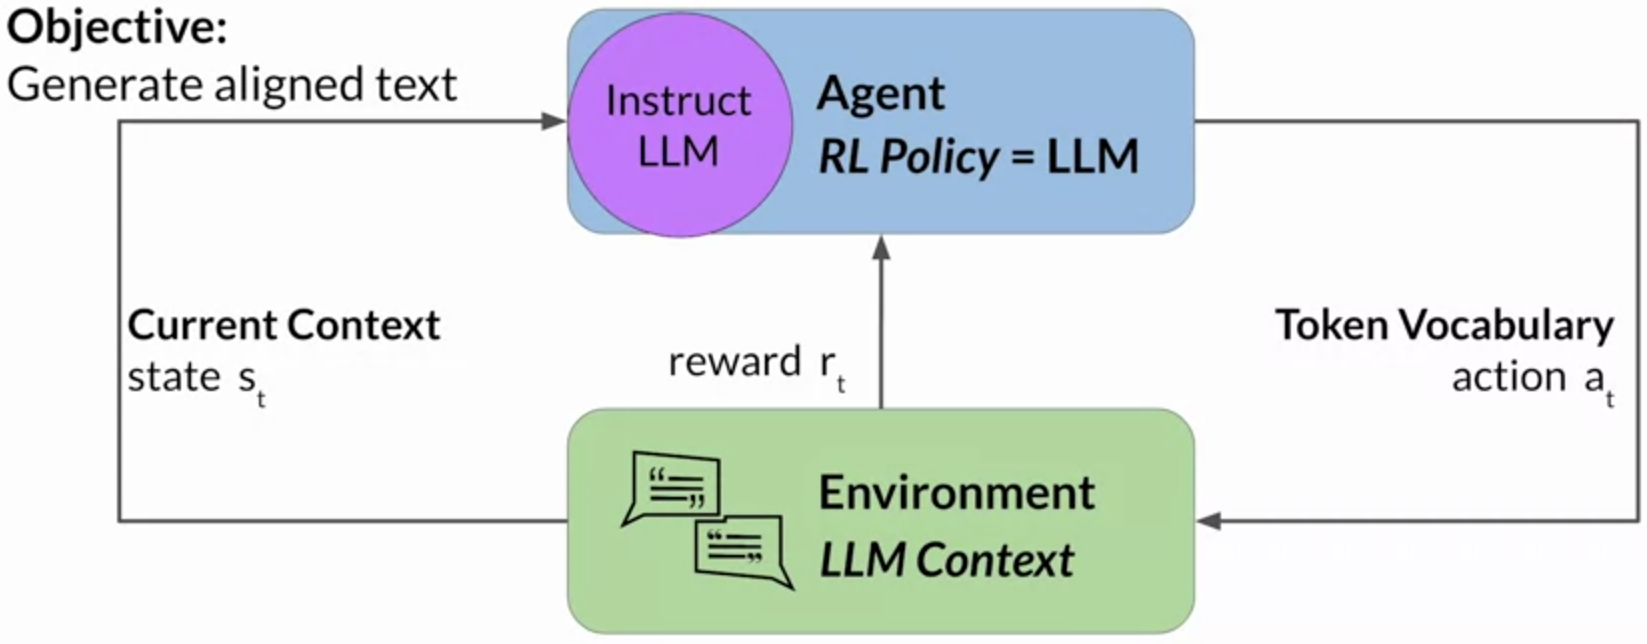 Objective:
Generate aligned text
Instruct
LLM
Agent
RL Policy = LLM
Current Context
state s_t
reward r_t
Token Vocabulary
action a_t
Environment
LLM Context